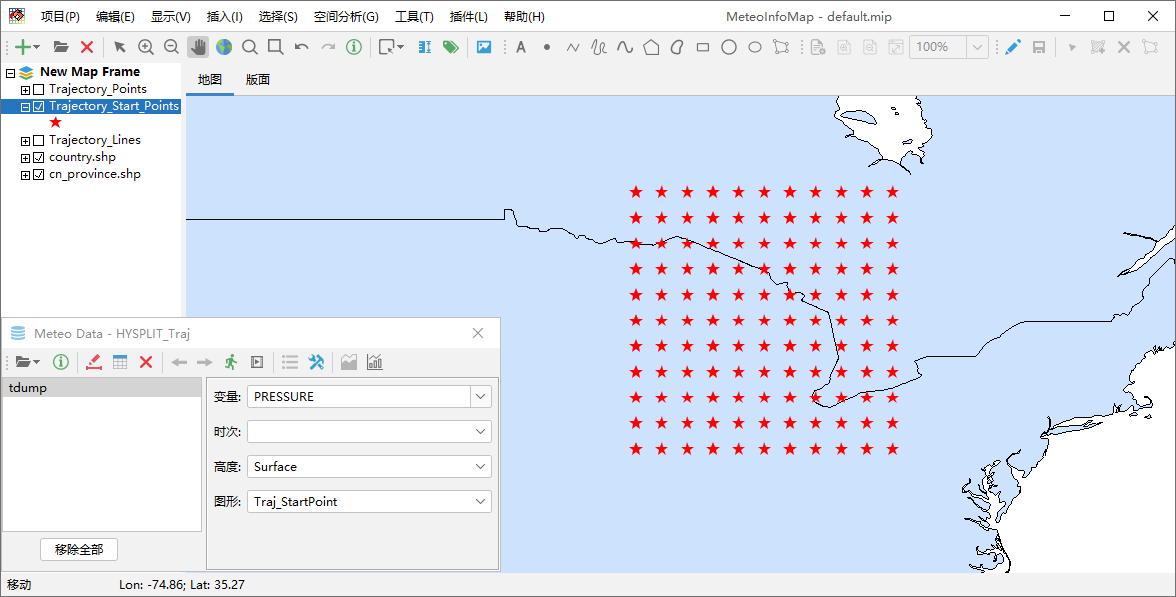 项目(P) 编辑(E) 显示(V) 插入(I) 选择(S) 空间分析(G) 工具(T) 插件(L) 帮助(H) MeteoInfoMap - default.mip
A 100%
New Map Frame
Trajectory_Points
Trajectory_Start_Points
Trajectory_Lines
country.shp
cn_province.shp
地图 版面
Meteo Data - HYSPLIT_Traj
tdump
变量: PRESSURE
时次:
高度: Surface
图形: Traj_StartPoint
移除全部
移动 Lon: -74.86; Lat: 35.27